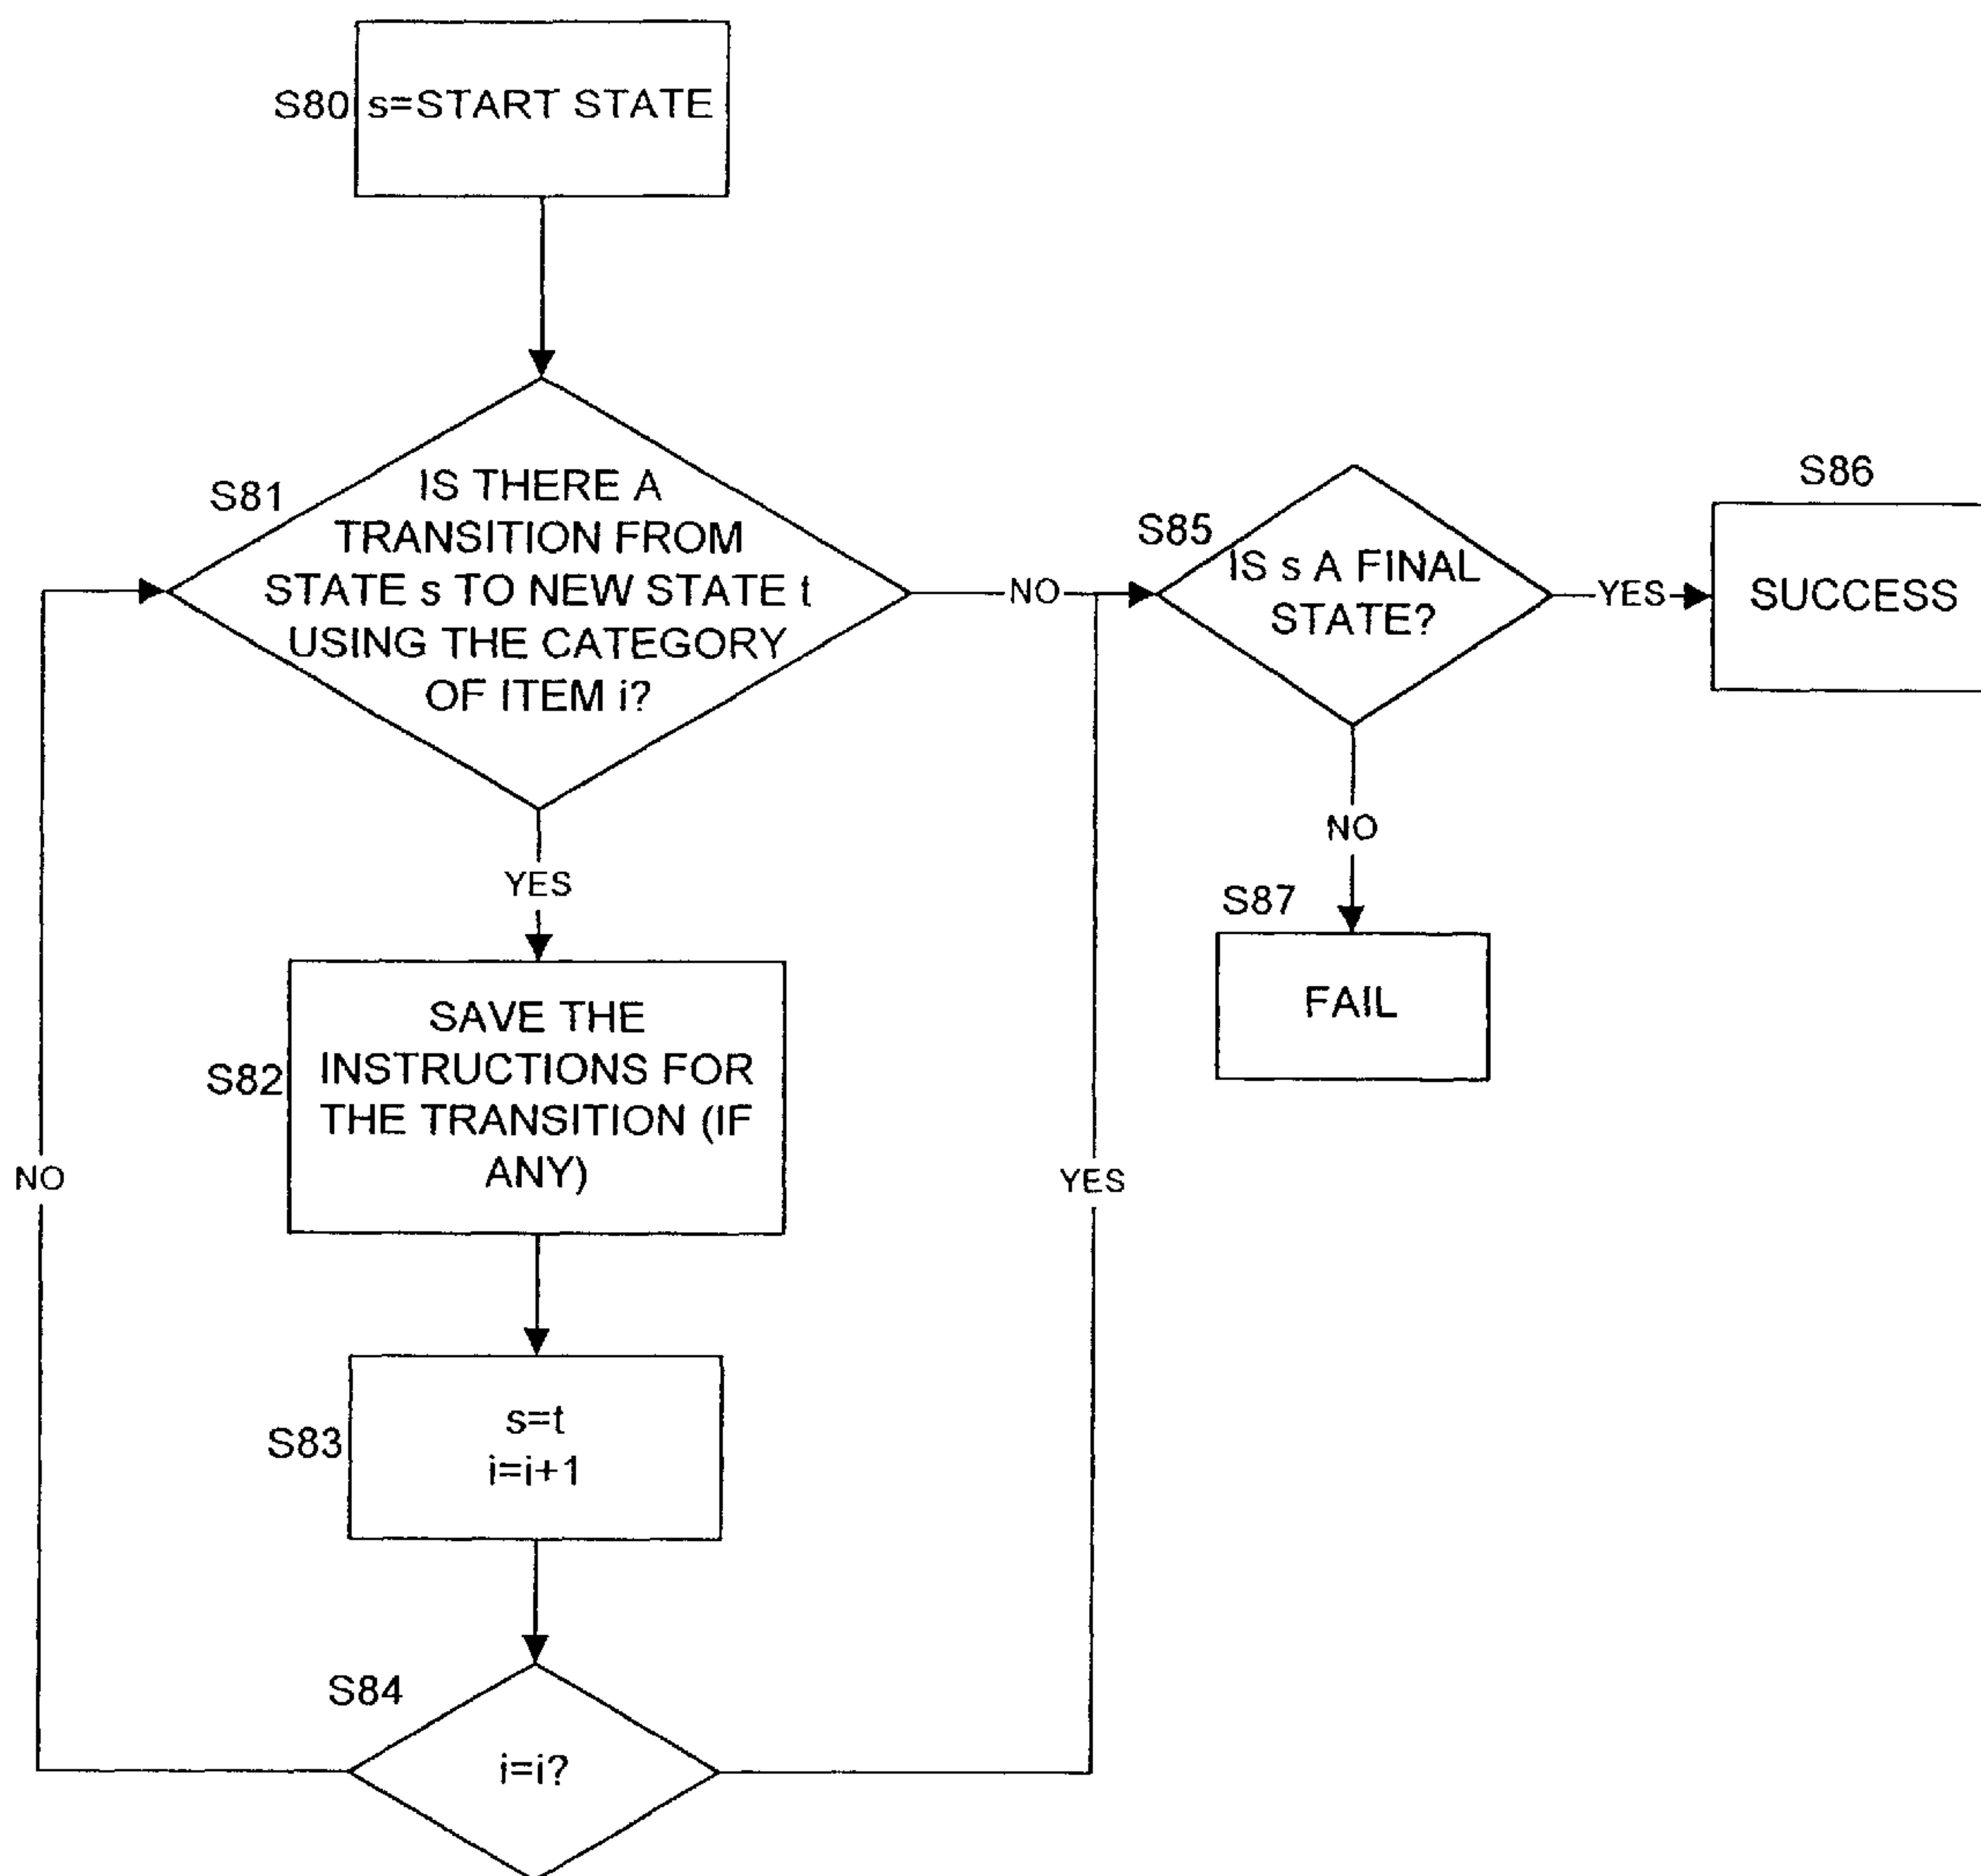 S80
s=START STATE
S81
IS THERE A
TRANSITION FROM
STATE s TO NEW STATE t
USING THE CATEGORY
OF ITEM i?
NO
S85
IS s A FINAL
STATE?
YES
S86
SUCCESS
NO
S87
FAIL
YES
S82
SAVE THE
INSTRUCTIONS FOR
THE TRANSITION (IF
ANY)
NO
YES
S83
s=t
i=i+1
S84
i=i?